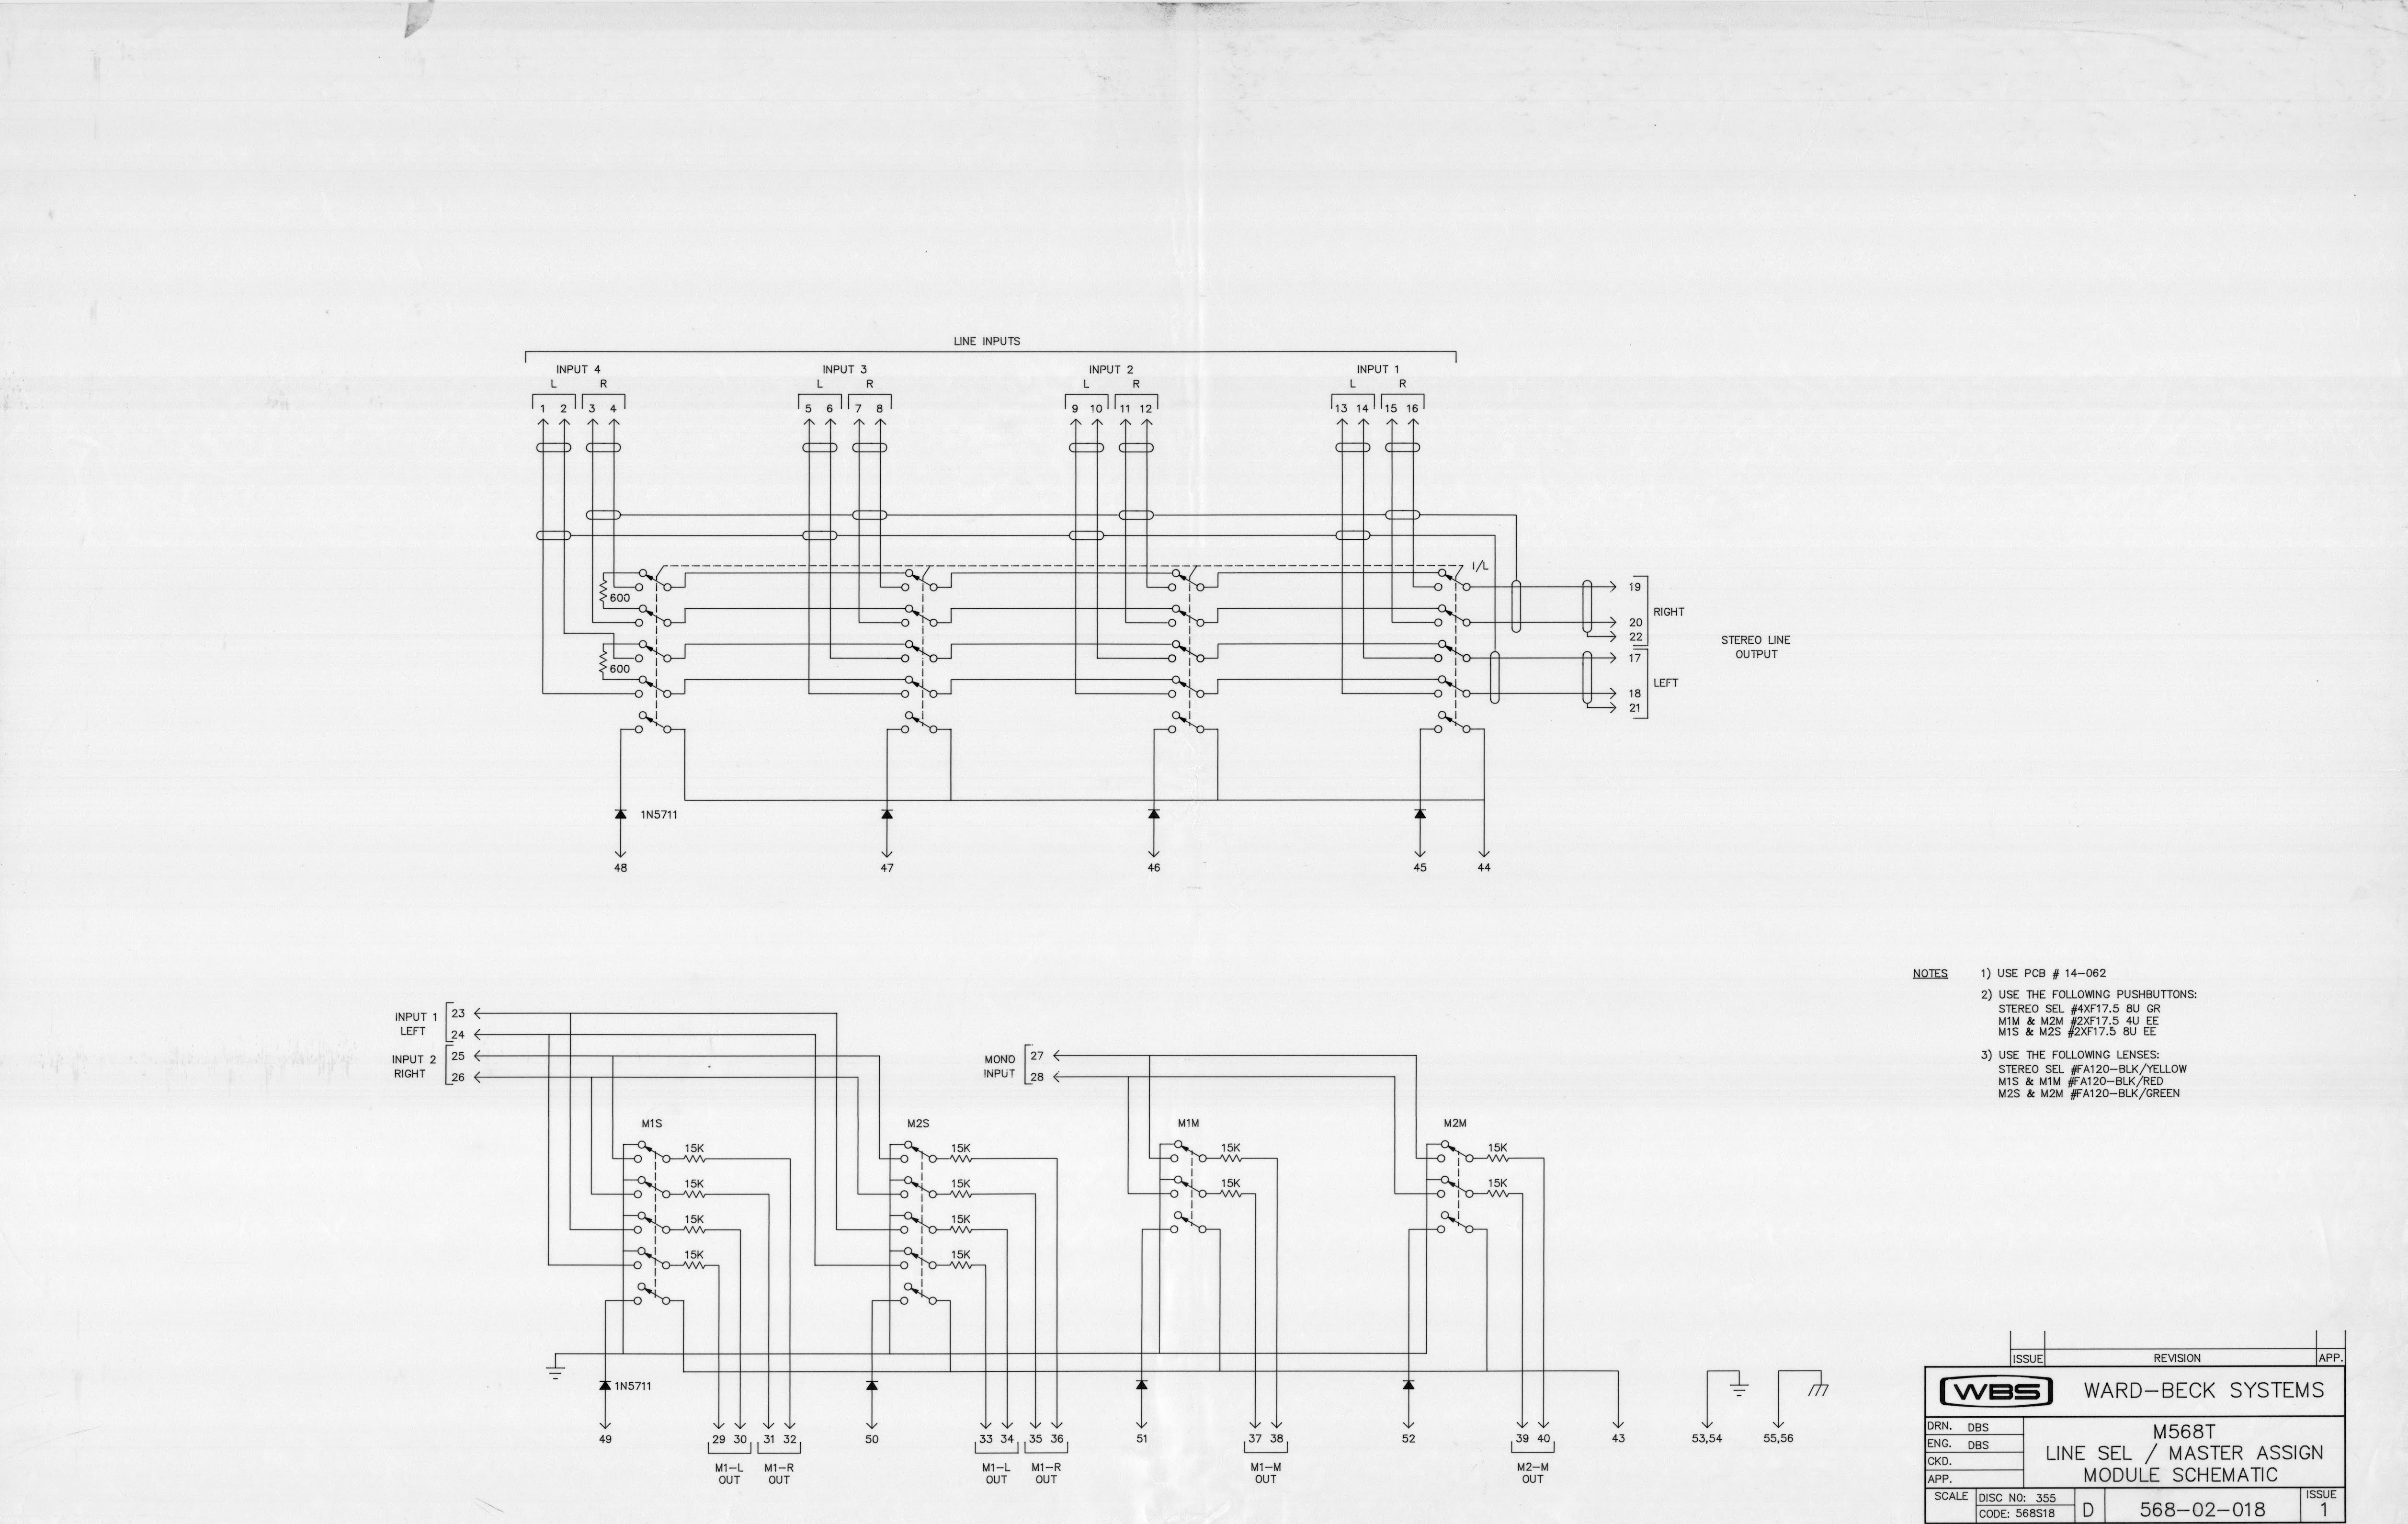 LINE INPUTS
INPUT 4 INPUT 3 INPUT 2 INPUT 1
L R L R L R L R
1 2 3 4 5 6 7 8 9 10 11 12 13 14 15 16
I/L
600
600
19
RIGHT
20
22
17
LEFT
18
21
STEREO LINE
OUTPUT
1N5711
48 47 46 45 44
NOTES 1) USE PCB # 14-062
2) USE THE FOLLOWING PUSHBUTTONS:
STEREO SEL #4XF17.5 8U GR
M1M & M2M #2XF17.5 4U EE
M1S & M2S #2XF17.5 8U EE
3) USE THE FOLLOWING LENSES:
STEREO SEL #FA120-BLK/YELLOW
M1S & M1M #FA120-BLK/RED
M2S & M2M #FA120-BLK/GREEN
INPUT 1
LEFT
23
24
INPUT 2
RIGHT
25
26
MONO
INPUT
27
28
M1S M2S M1M M2M
15K 15K 15K 15K
15K 15K 15K 15K
15K 15K
15K 15K
1N5711
49 29 30 31 32 50 33 34 35 36 51 37 38 52 39 40 43 53,54 55,56
M1-L
OUT
M1-R
OUT
M1-L
OUT
M1-R
OUT
M1-M
OUT
M2-M
OUT
ISSUE REVISION APP.
WBS WARD-BECK SYSTEMS
DRN. DBS
ENG. DBS
CKD.
APP.
M568T
LINE SEL / MASTER ASSIGN
MODULE SCHEMATIC
SCALE DISC NO: 355
CODE: 568S18
D
568-02-018
ISSUE
1